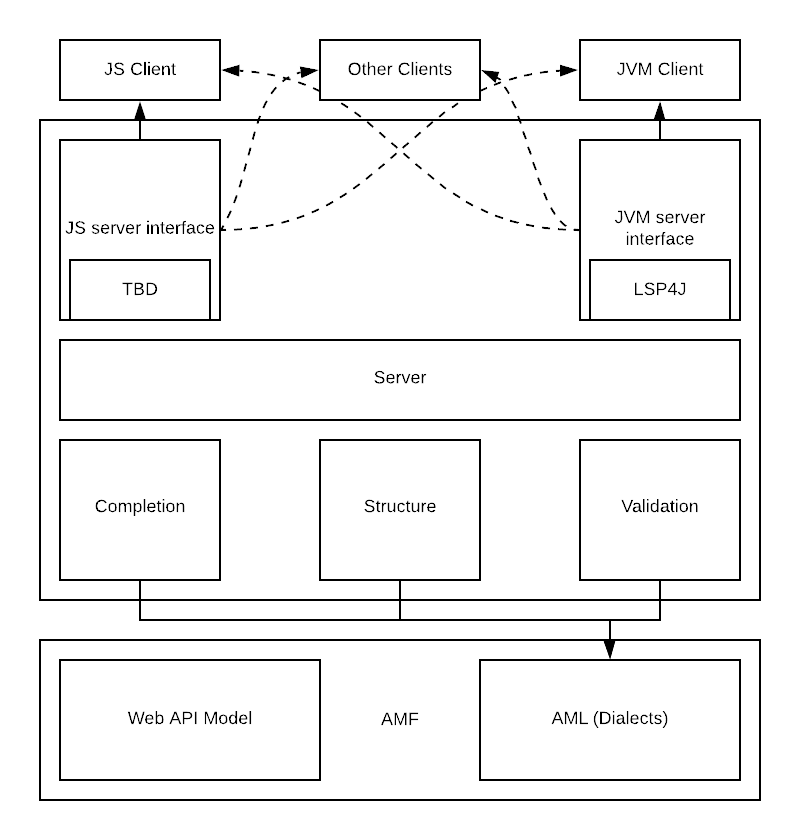 JS Client
Other Clients
JVM Client
JS server interface
JVM server
interface
TBD
LSP4J
Server
Completion
Structure
Validation
Web API Model
AMF
AML (Dialects)